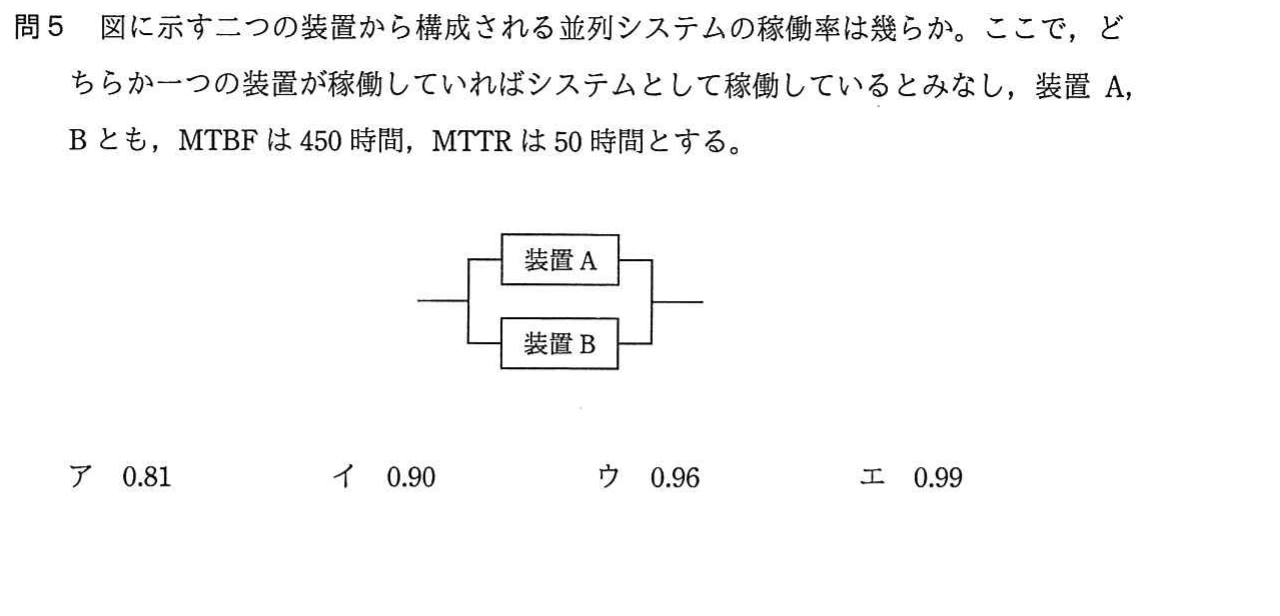 問5 図に示す二つの装置から構成される並列システムの稼働率は幾らか。ここで，ど
ちらか一つの装置が稼働していればシステムとして稼働しているとみなし，装置 A，
B とも，MTBF は 450 時間，MTTR は 50 時間とする。
装置 A
装置 B
ア 0.81 イ 0.90 ウ 0.96 エ 0.99